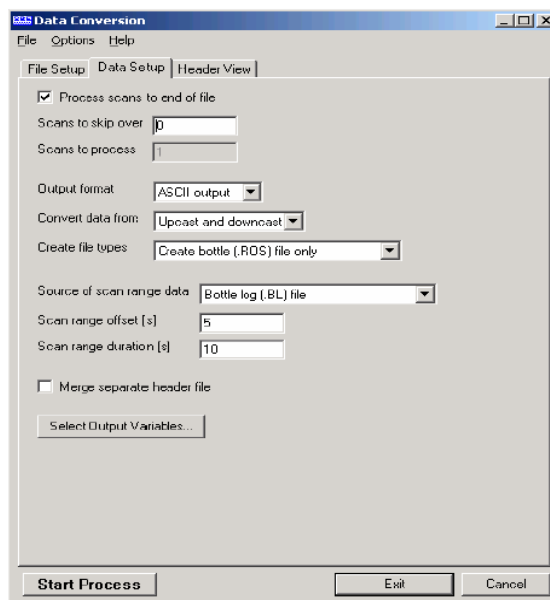 Data Conversion
File Options Help
File Setup Data Setup Header View
Process scans to end of file
Scans to skip over 0
Scans to process 1
Output format ASCII output
Convert data from Upcast and downcast
Create file types Create bottle (.ROS) file only
Source of scan range data Bottle log (.BL) file
Scan range offset [s] 5
Scan range duration [s] 10
Merge separate header file
Select Output Variables...
Start Process Exit Cancel